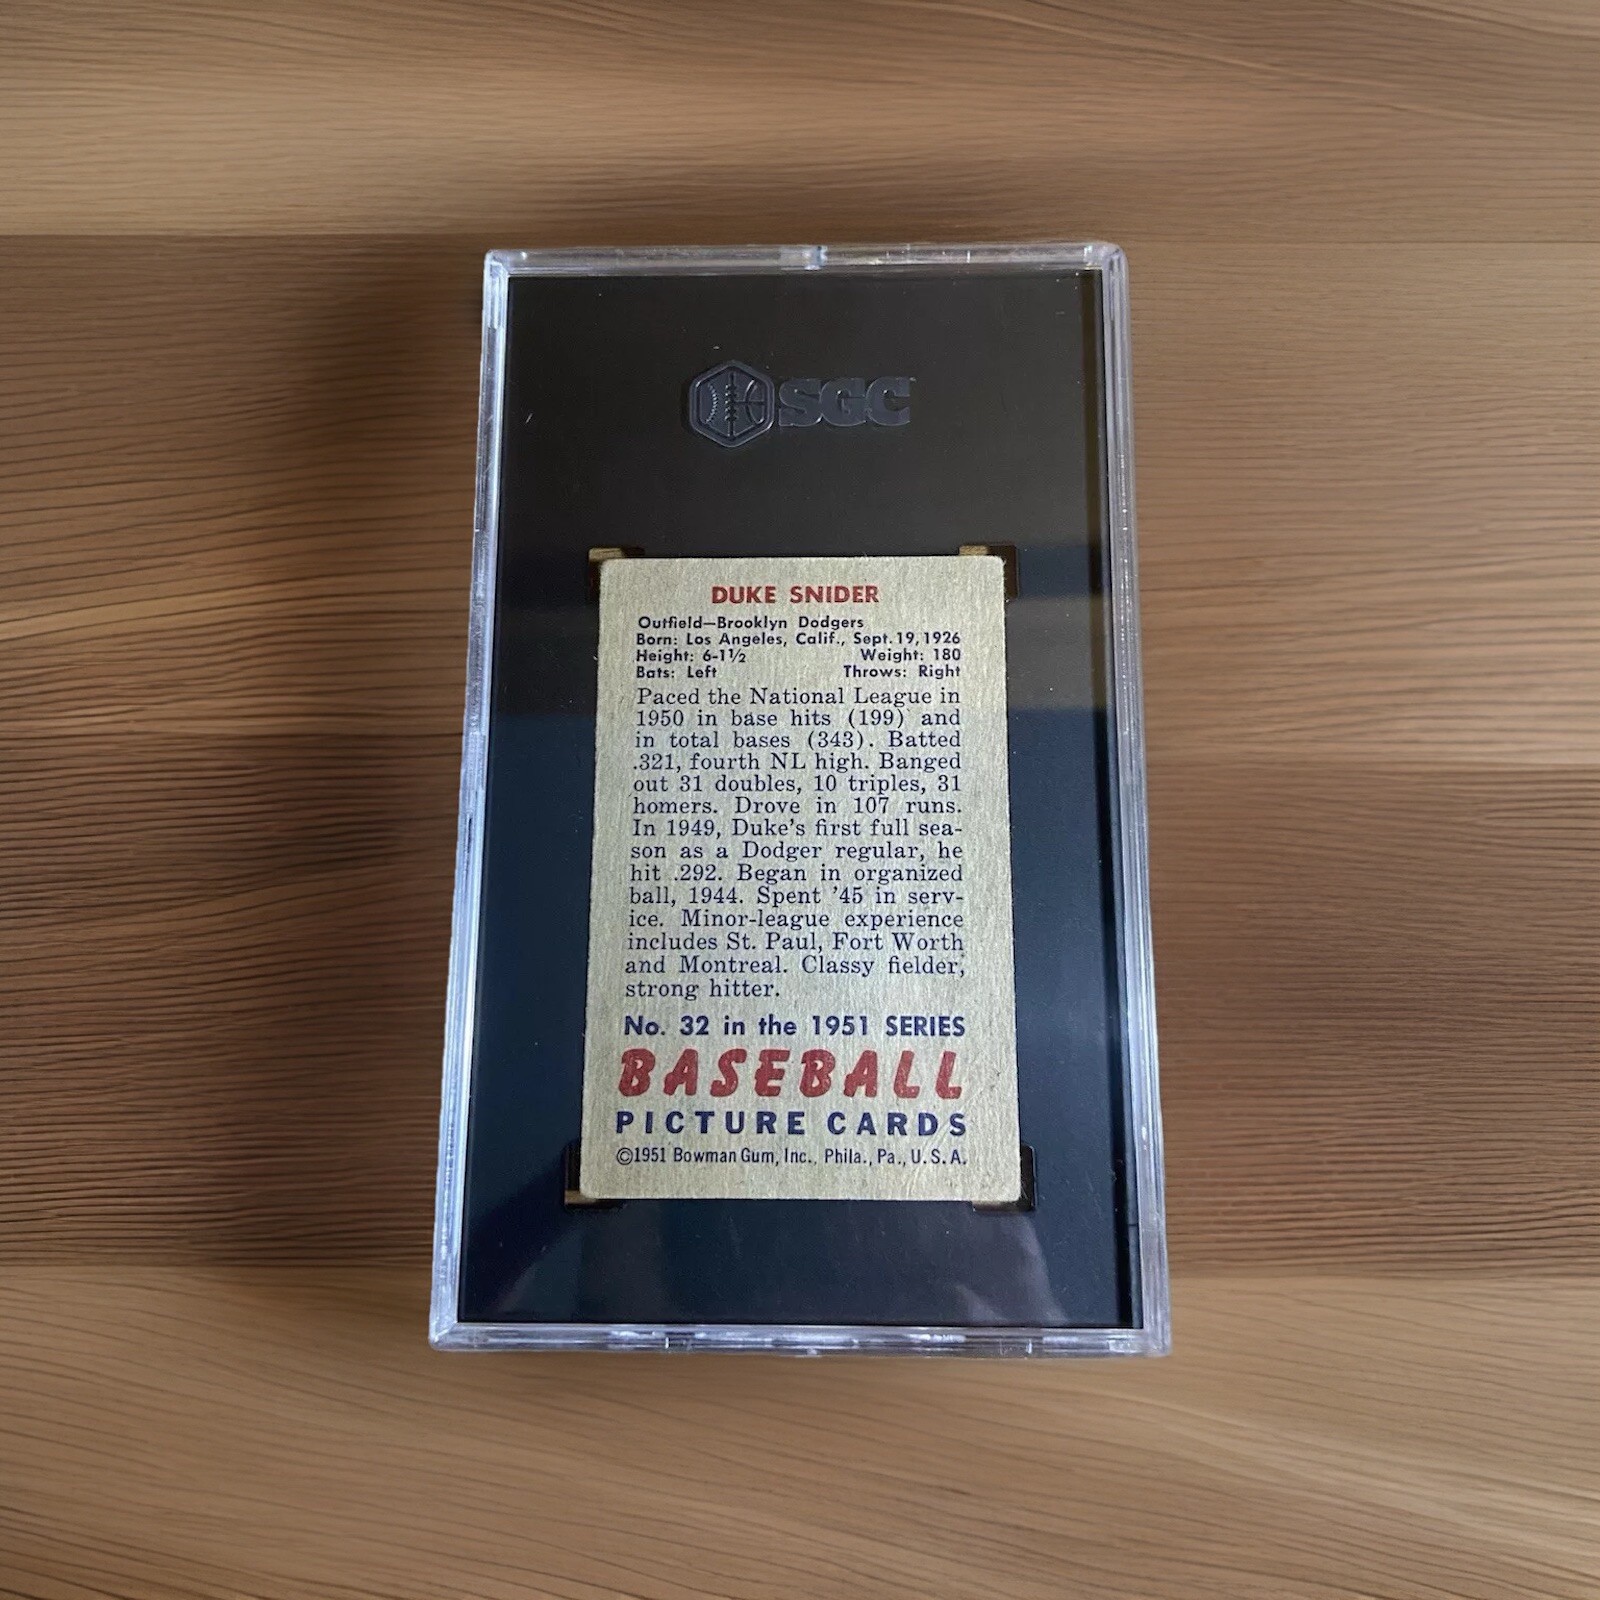 SGC
DUKE SNIDER
Outfield—Brooklyn Dodgers
Born: Los Angeles, Calif., Sept. 19, 1926
Height: 6-1½ Weight: 180
Bats: Left Throws: Right
Paced the National League in
1950 in base hits (199) and
in total bases (343). Batted
.321, fourth NL high. Banged
out 31 doubles, 10 triples, 31
homers. Drove in 107 runs.
In 1949, Duke's first full sea-
son as a Dodger regular, he
hit .292. Began in organized
ball, 1944. Spent '45 in serv-
ice. Minor-league experience
includes St. Paul, Fort Worth
and Montreal. Classy fielder,
strong hitter.
No. 32 in the 1951 SERIES
BASEBALL
PICTURE CARDS
©1951 Bowman Gum, Inc., Phila., Pa., U. S. A.